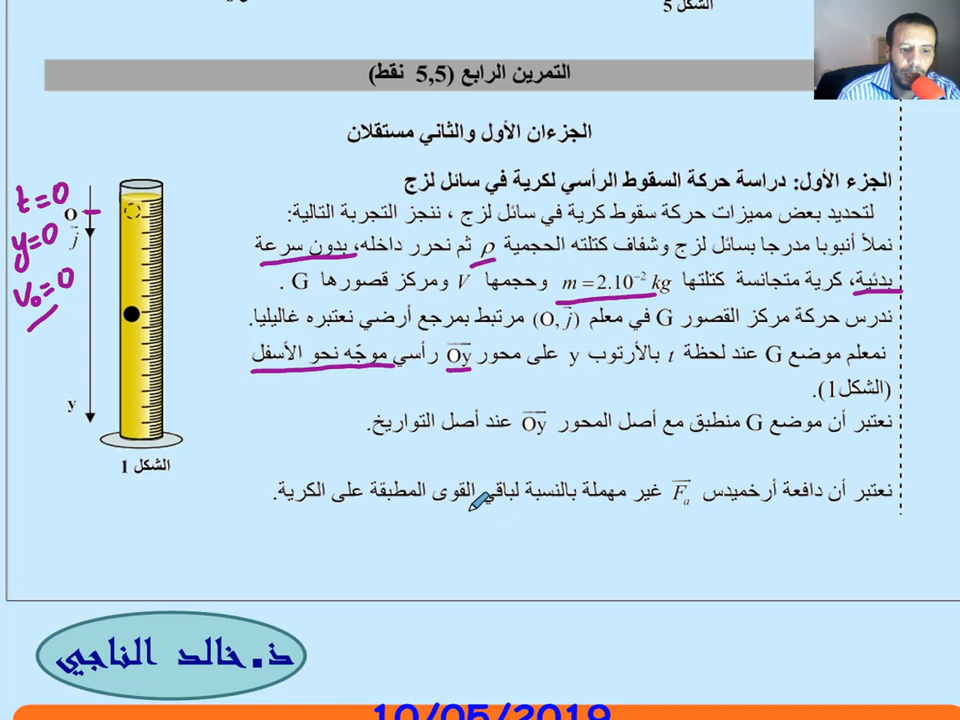 الشكل 5
التمرين الرابع (5,5 نقط)
الجزءان الأول والثاني مستقلان
الجزء الأول: دراسة حركة السقوط الرأسي لكرية في سائل لزج
لتحديد بعض مميزات حركة سقوط كرية في سائل لزج ، ننجز التجربة التالية:
نملأ أنبوبا مدرجا بسائل لزج وشفاف كتلته الحجمية ρ ثم نحرر داخله، بدون سرعة
بدئية، كرية متجانسة كتلتها m = 2.10⁻² kg وحجمها V ومركز قصورها G .
ندرس حركة مركز القصور G في معلم (O, j⃗) مرتبط بمرجع أرضي نعتبره غاليليا.
نمعلم موضع G عند لحظة t بالأرتوب y على محور Oy رأسي موجّه نحو الأسفل
(الشكل1).
نعتبر أن موضع G منطبق مع أصل المحور Oy عند أصل التواريخ.
نعتبر أن دافعة أرخميدس F⃗ₐ غير مهملة بالنسبة لباقي القوى المطبقة على الكرية.
t=0
O
y=0
j⃗
v₀=0
y
الشكل 1
ذ.خالد الناجي
10/05/2019